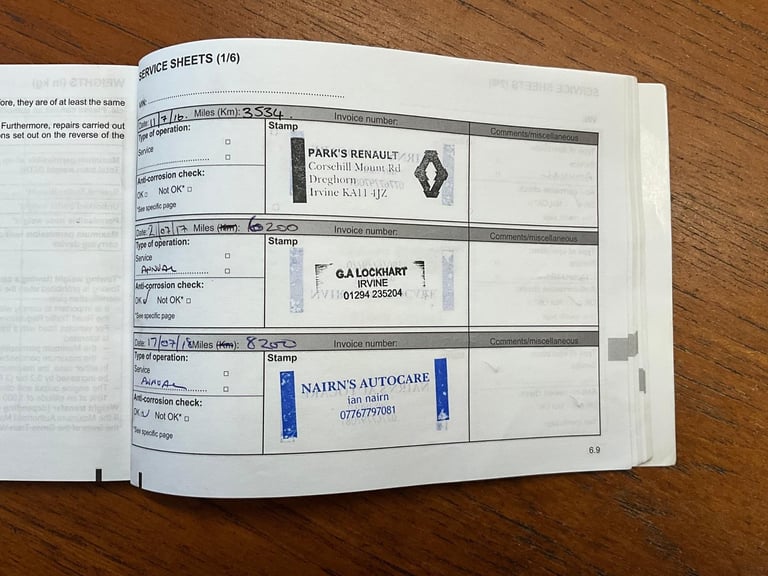 ore, they are of at least the same
Furthermore, repairs carried out
ns set out on the reverse of the
SERVICE SHEETS (1/6)
VIN:
Date: 11/7/16. Miles (Km): 3534. Invoice number: Comments/miscellaneous
Type of operation:
Service
Anti-corrosion check:
OK Not OK*
*See specific page
Stamp
PARK'S RENAULT
Corschill Mount Rd
Dreghorn
Irvine KA11 4JZ
Date: 21/07/17 Miles (Km): 6200 Invoice number: Comments/miscellaneous
Type of operation:
Service
ANNUAL
Anti-corrosion check:
OK Not OK*
*See specific page
Stamp
G.A LOCKHART
IRVINE
01294 235204
Date: 17/07/18 Miles (Km): 8200 Invoice number: Comments/miscellaneous
Type of operation:
Service
ANNUAL
Anti-corrosion check:
OK Not OK*
*See specific page
Stamp
NAIRN'S AUTOCARE
ian nairn
07767797081
6.9